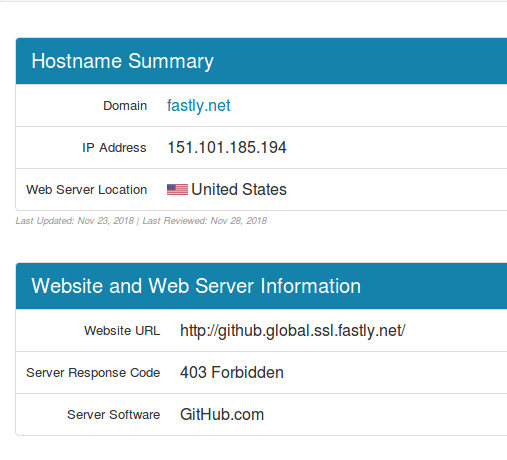 Hostname Summary
Domain fastly.net
IP Address 151.101.185.194
Web Server Location United States
Last Updated: Nov 23, 2018 | Last Reviewed: Nov 28, 2018
Website and Web Server Information
Website URL http://github.global.ssl.fastly.net/
Server Response Code 403 Forbidden
Server Software GitHub.com